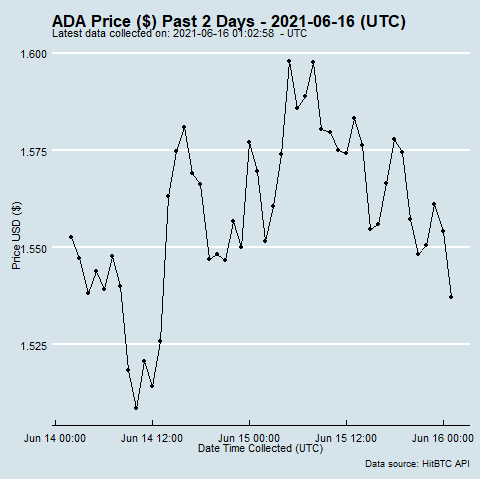 ADA Price ($) Past 2 Days - 2021-06-16 (UTC)
Latest data collected on: 2021-06-16 01:02:58  - UTC
1.600
1.575
1.550
1.525
Price USD ($)
Jun 14 00:00 Jun 14 12:00 Jun 15 00:00 Jun 15 12:00 Jun 16 00:00
Date Time Collected (UTC)
Data source: HitBTC API